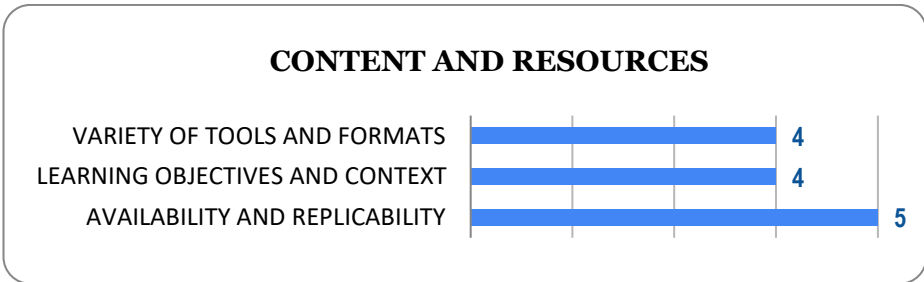 CONTENT AND RESOURCES
VARIETY OF TOOLS AND FORMATS 4
LEARNING OBJECTIVES AND CONTEXT 4
AVAILABILITY AND REPLICABILITY 5